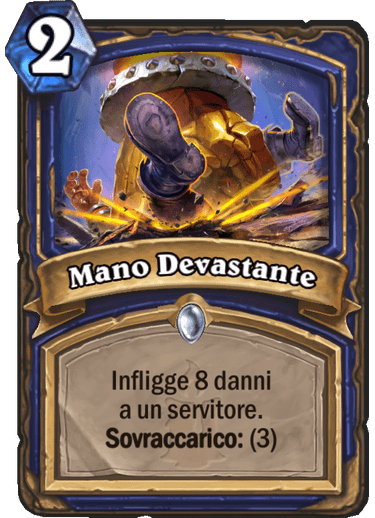 2
Mano Devastante
Infligge 8 danni
a un servitore.
Sovraccarico: (3)